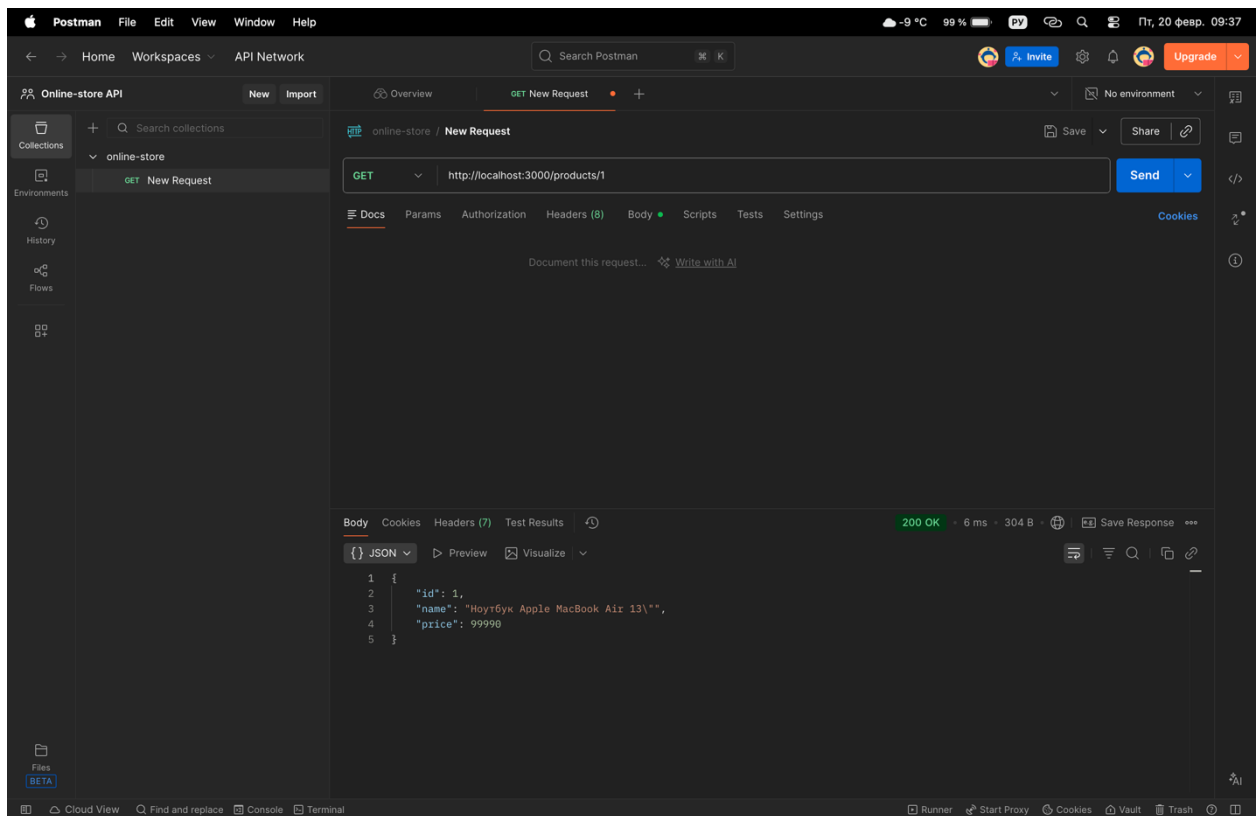 Postman File Edit View Window Help -9 °C 99 % РУ Пт, 20 февр. 09:37
Home Workspaces API Network Search Postman ⌘ K Invite Upgrade
Online-store API New Import Overview GET New Request No environment
Collections Search collections HTTP online-store / New Request Save Share
online-store
GET New Request GET http://localhost:3000/products/1 Send
Environments
Docs Params Authorization Headers (8) Body Scripts Tests Settings Cookies
History
Document this request... Write with AI
Flows
Body Cookies Headers (7) Test Results 200 OK 6 ms 304 B Save Response
{} JSON Preview Visualize
1 {
2 "id": 1,
3 "name": "Ноутбук Apple MacBook Air 13\"",
4 "price": 99990
5 }
Files
BETA AI
Cloud View Find and replace Console Terminal Runner Start Proxy Cookies Vault Trash